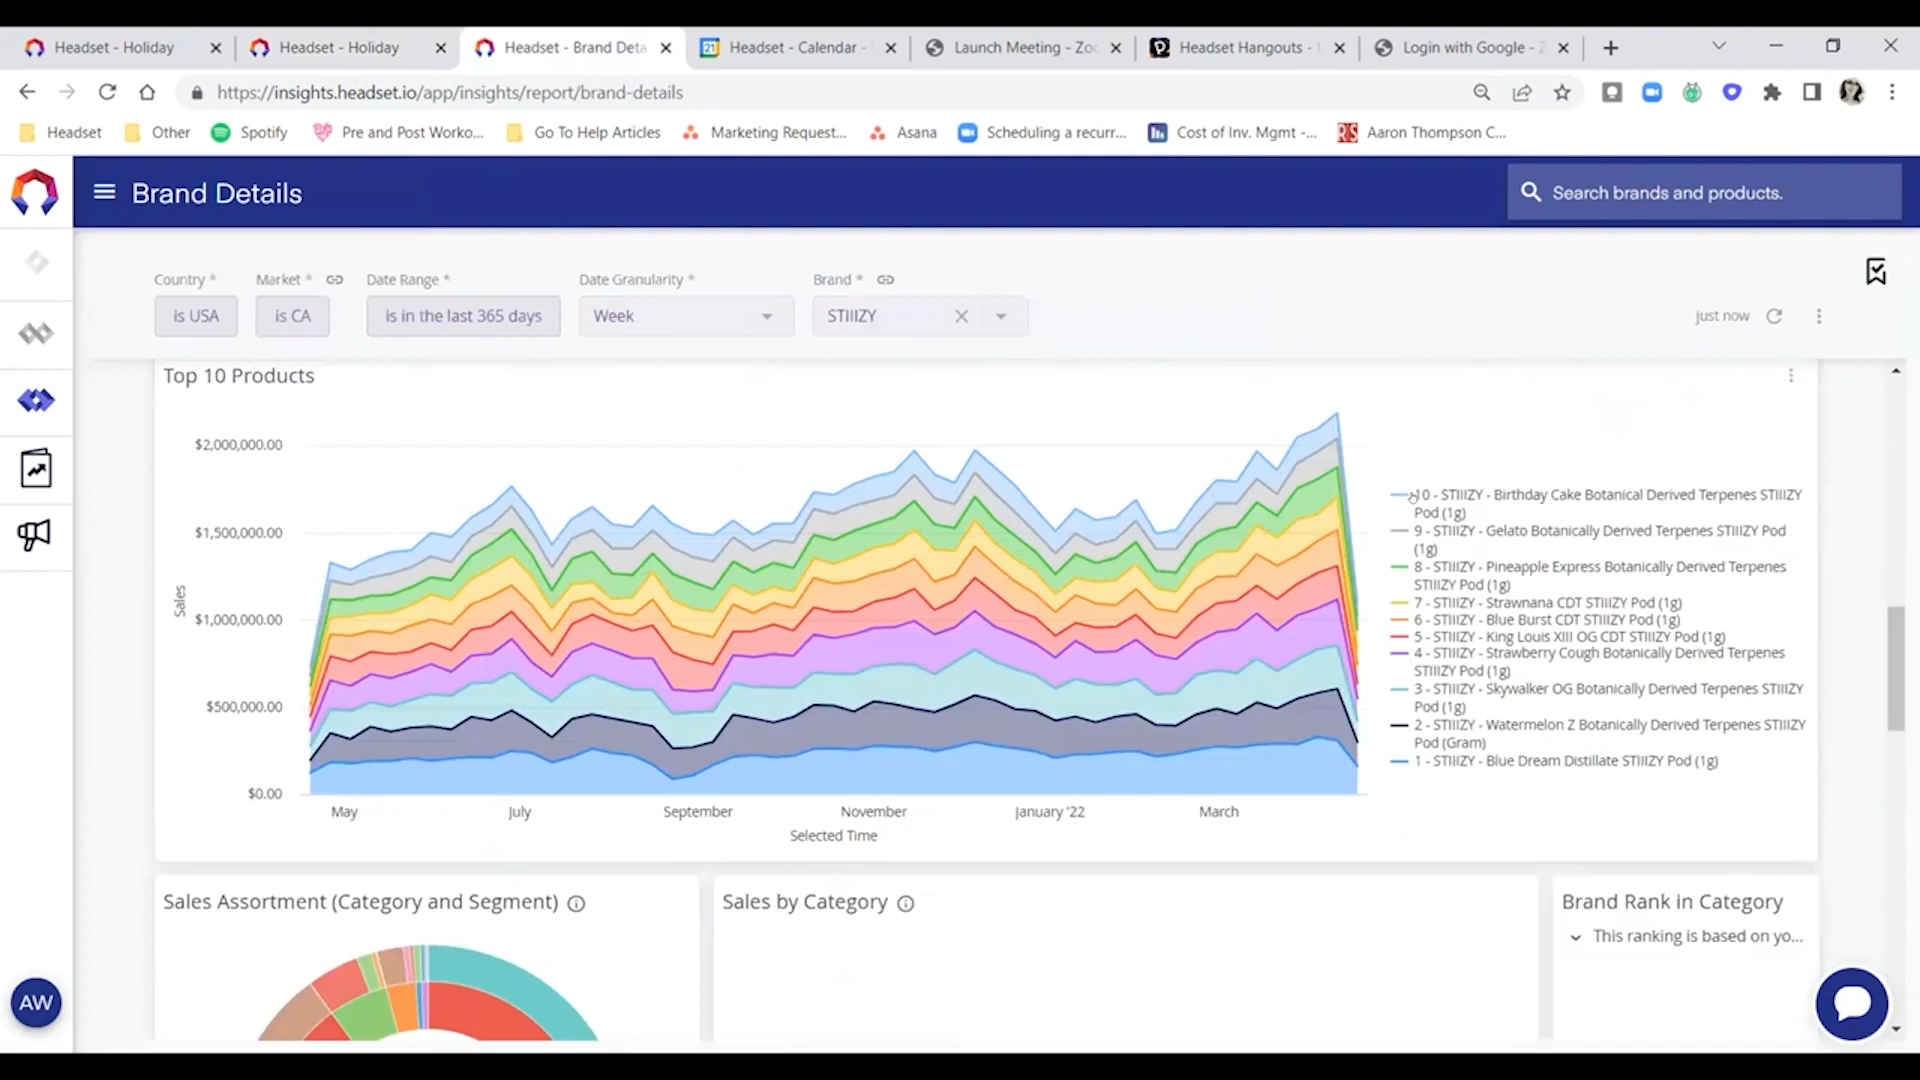 Headset - Holiday
Headset - Holiday
Headset - Brand Deta
21
Headset - Calendar -
Launch Meeting - Zoo
Headset Hangouts -
Login with Google - Z
https://insights.headset.io/app/insights/report/brand-details
Headset
Other
Spotify
Pre and Post Worko...
Go To Help Articles
Marketing Request...
Asana
Scheduling a recurr...
Cost of Inv. Mgmt -...
Aaron Thompson C...
Brand Details
Search brands and products.
Country *
Market *
Date Range *
Date Granularity *
Brand *
is USA
is CA
is in the last 365 days
Week
STIIIZY
just now
Top 10 Products
$2,000,000.00
$1,500,000.00
$1,000,000.00
$500,000.00
$0.00
Sales
May
July
September
November
January '22
March
Selected Time
10 - STIIIZY - Birthday Cake Botanical Derived Terpenes STIIIZY
Pod (1g)
9 - STIIIZY - Gelato Botanically Derived Terpenes STIIIZY Pod
(1g)
8 - STIIIZY - Pineapple Express Botanically Derived Terpenes
STIIIZY Pod (1g)
7 - STIIIZY - Strawnana CDT STIIIZY Pod (1g)
6 - STIIIZY - Blue Burst CDT STIIIZY Pod (1g)
5 - STIIIZY - King Louis XIII OG CDT STIIIZY Pod (1g)
4 - STIIIZY - Strawberry Cough Botanically Derived Terpenes
STIIIZY Pod (1g)
3 - STIIIZY - Skywalker OG Botanically Derived Terpenes STIIIZY
Pod (1g)
2 - STIIIZY - Watermelon Z Botanically Derived Terpenes STIIIZY
Pod (Gram)
1 - STIIIZY - Blue Dream Distillate STIIIZY Pod (1g)
Sales Assortment (Category and Segment)
Sales by Category
Brand Rank in Category
This ranking is based on yo...
AW